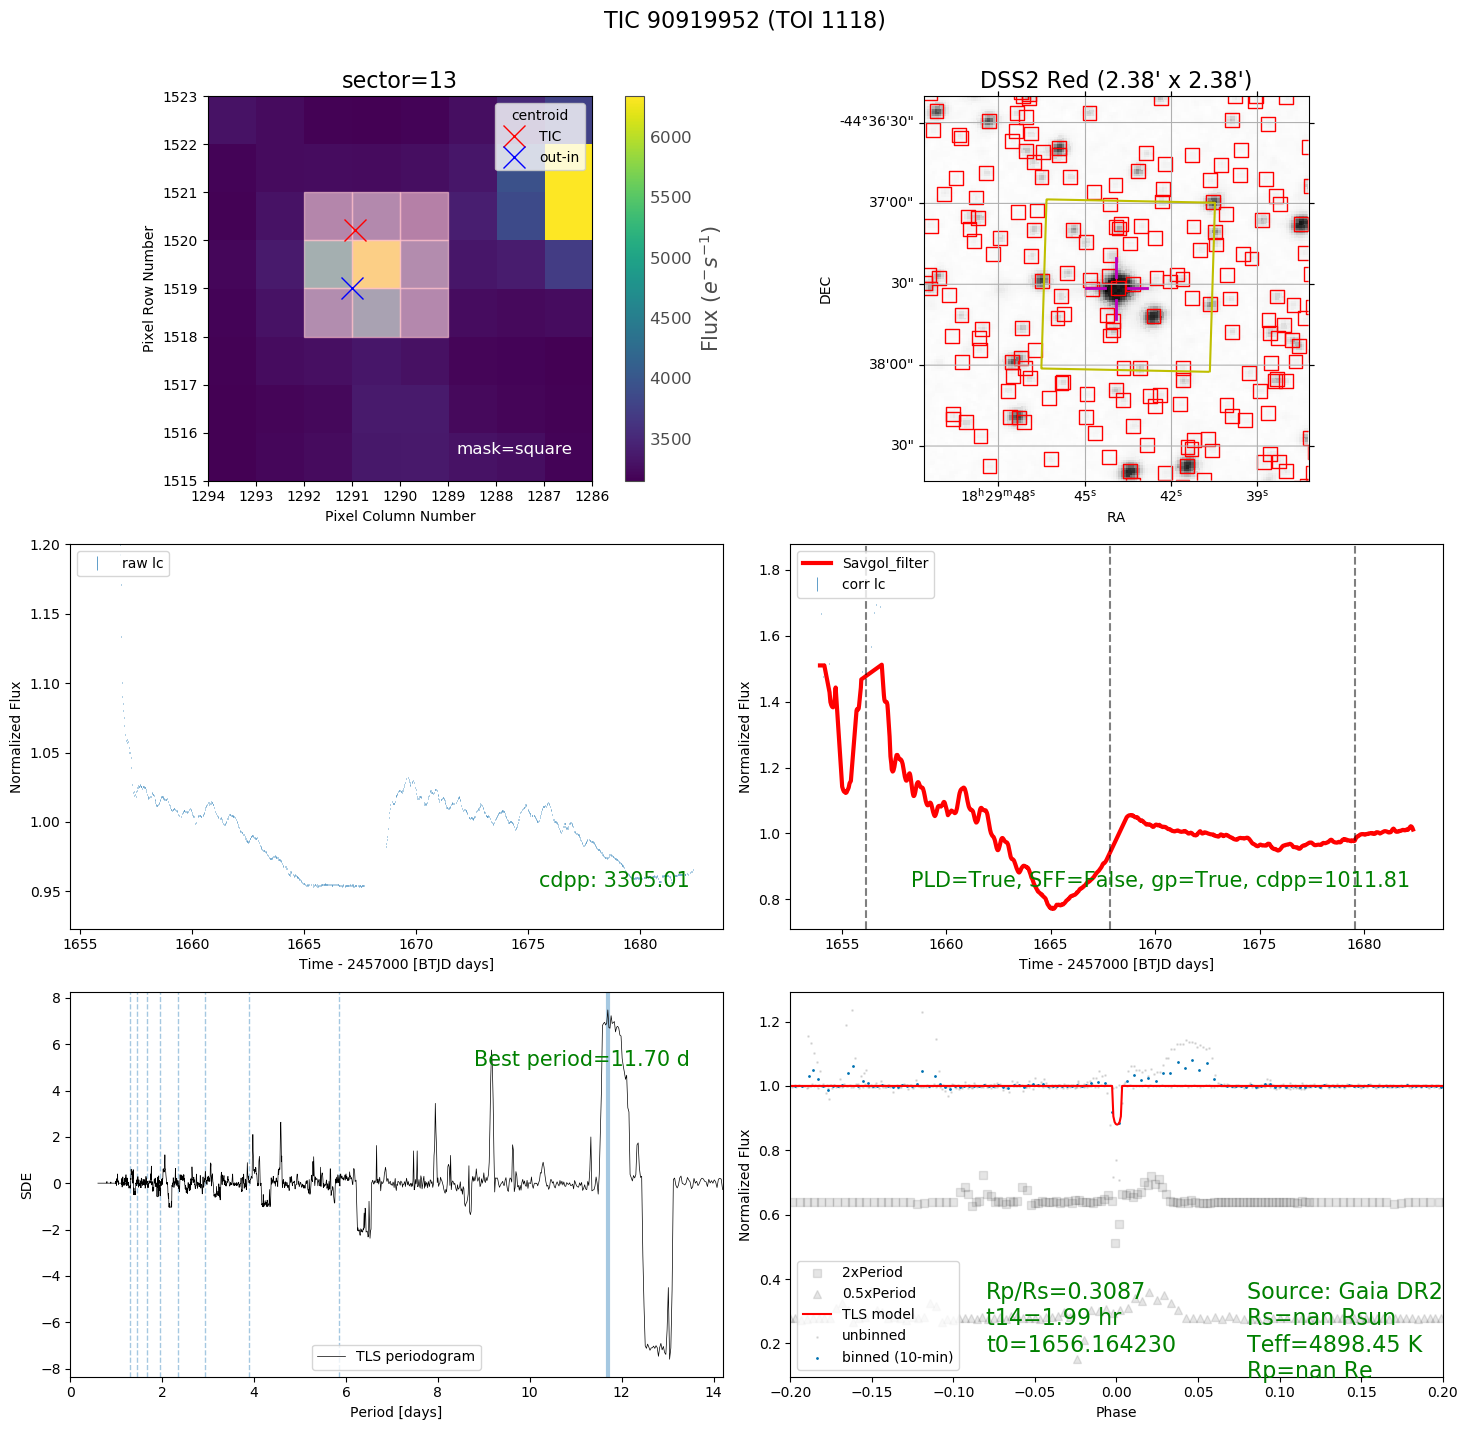 TIC 90919952 (TOI 1118)
sector=13
1523
1522
1521
1520
1519
1518
1517
1516
1515
Pixel Row Number
1294 1293 1292 1291 1290 1289 1288 1287 1286
Pixel Column Number
centroid
TIC
out-in
mask=square
6000
5500
5000
4500
4000
3500
Flux (e⁻ s⁻¹)
DSS2 Red (2.38' x 2.38')
-44°36'30"
37'00"
30"
38'00"
30"
DEC
18ʰ29ᵐ48ˢ 45ˢ 42ˢ 39ˢ
RA
raw lc
1.20
1.15
1.10
1.05
1.00
0.95
Normalized Flux
cdpp: 3305.01
1655 1660 1665 1670 1675 1680
Time - 2457000 [BTJD days]
Savgol_filter
corr lc
1.8
1.6
1.4
1.2
1.0
0.8
Normalized Flux
PLD=True, SFF=False, gp=True, cdpp=1011.81
1655 1660 1665 1670 1675 1680
Time - 2457000 [BTJD days]
8
6
4
2
0
−2
−4
−6
−8
SDE
Best period=11.70 d
TLS periodogram
0 2 4 6 8 10 12 14
Period [days]
1.2
1.0
0.8
0.6
0.4
0.2
Normalized Flux
2xPeriod
0.5xPeriod
TLS model
unbinned
binned (10-min)
Rp/Rs=0.3087
t14=1.99 hr
t0=1656.164230
Source: Gaia DR2
Rs=nan Rsun
Teff=4898.45 K
Rp=nan Re
−0.20 −0.15 −0.10 −0.05 0.00 0.05 0.10 0.15 0.20
Phase